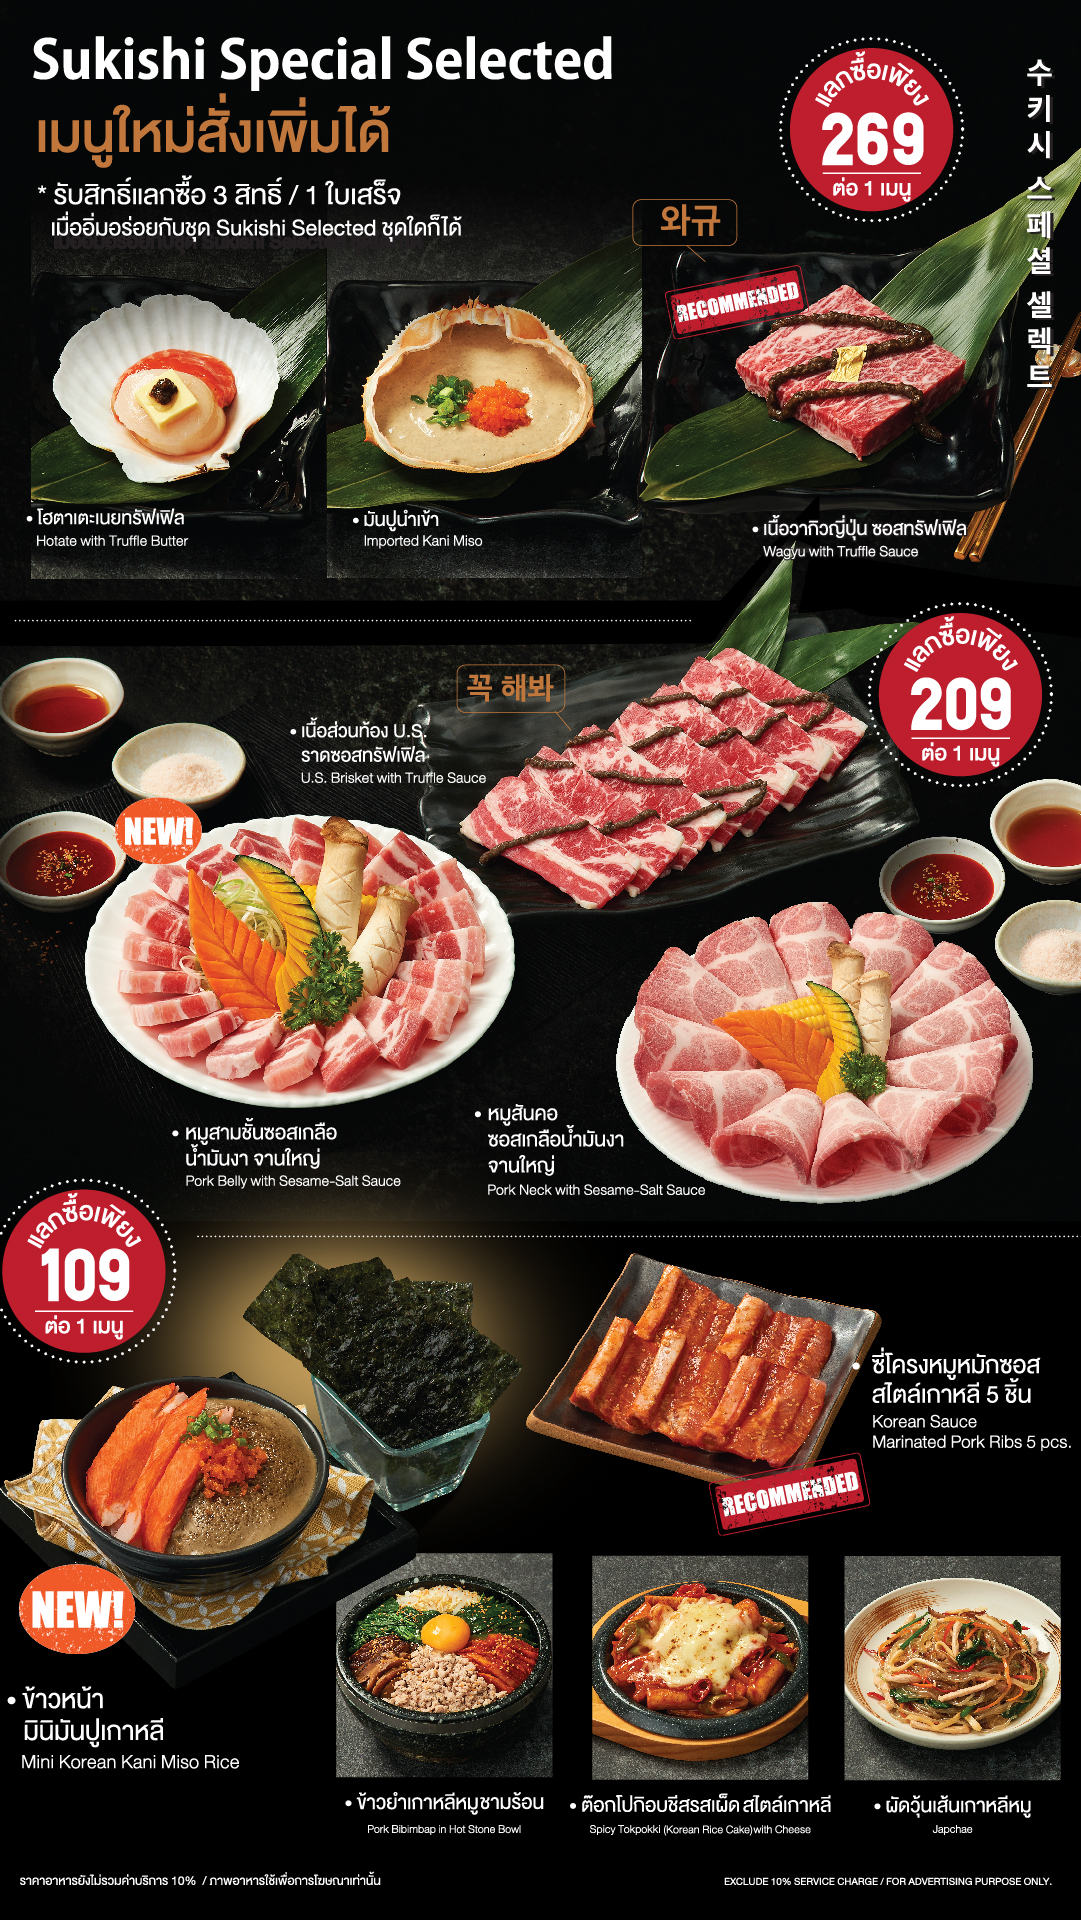 Sukishi Special Selected
เมนูใหม่สั่งเพิ่มได้
* รับสิทธิ์แลกซื้อ 3 สิทธิ์ / 1 ใบเสร็จ
เมื่ออิ่มอร่อยกับชุด Sukishi Selected ชุดใดก็ได้
แลกซื้อเพียง
269
ต่อ 1 เมนู
수키시 스페셜 셀렉트
와규
RECOMMENDED
• โฮตาเตะเนยทรัฟเฟิล
Hotate with Truffle Butter
• มันปูนำเข้า
Imported Kani Miso
• เนื้อวากิวญี่ปุ่น ซอสทรัฟเฟิล
Wagyu with Truffle Sauce
แลกซื้อเพียง
209
ต่อ 1 เมนู
꼭 해봐
• เนื้อส่วนท้อง U.S.
ราดซอสทรัฟเฟิล
U.S. Brisket with Truffle Sauce
NEW!
• หมูสามชั้นซอสเกลือ
น้ำมันงา จานใหญ่
Pork Belly with Sesame-Salt Sauce
• หมูสันคอ
ซอสเกลือน้ำมันงา
จานใหญ่
Pork Neck with Sesame-Salt Sauce
แลกซื้อเพียง
109
ต่อ 1 เมนู
• ซี่โครงหมูหมักซอส
สไตล์เกาหลี 5 ชิ้น
Korean Sauce
Marinated Pork Ribs 5 pcs.
RECOMMENDED
NEW!
• ข้าวหน้า
มินิมันปูเกาหลี
Mini Korean Kani Miso Rice
• ข้าวยำเกาหลีหมูชามร้อน
Pork Bibimbap in Hot Stone Bowl
• ต๊อกโปกิอบชีสรสเผ็ด สไตล์เกาหลี
Spicy Tokpokki (Korean Rice Cake)with Cheese
• ผัดวุ้นเส้นเกาหลีหมู
Japchae
ราคาอาหารยังไม่รวมค่าบริการ 10% / ภาพอาหารใช้เพื่อการโฆษณาเท่านั้น
EXCLUDE 10% SERVICE CHARGE / FOR ADVERTISING PURPOSE ONLY.